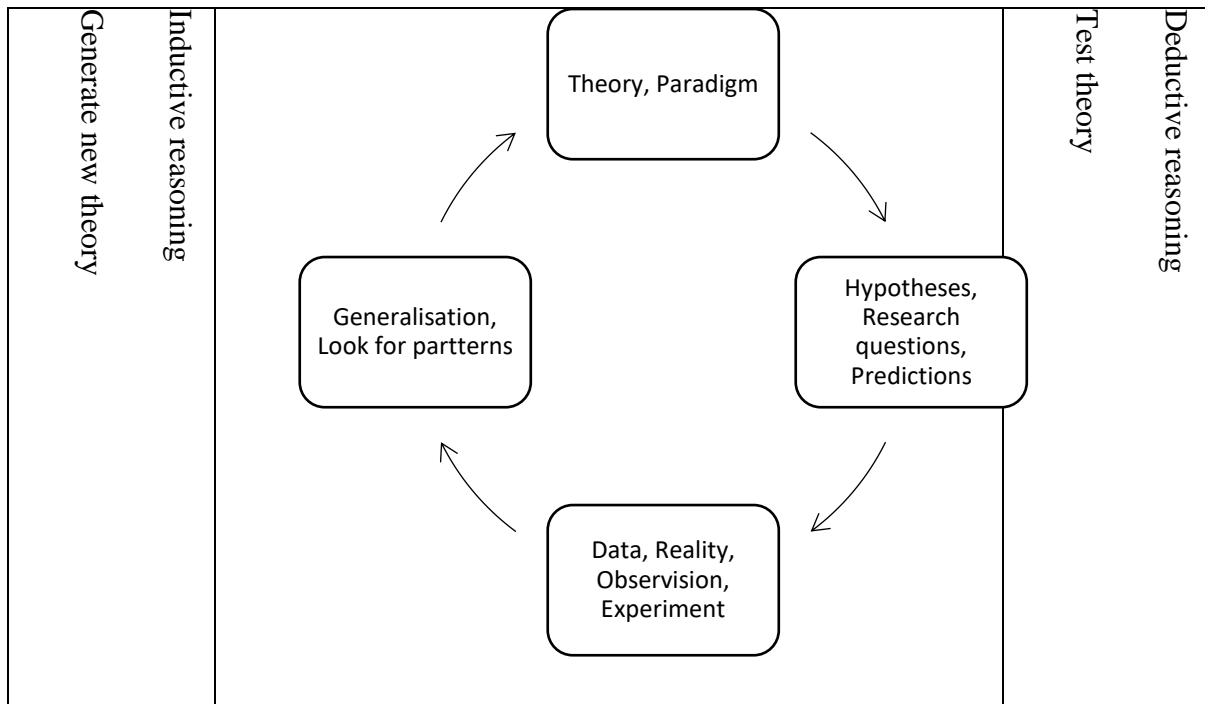 Inductive reasoning
Generate new theory
Theory, Paradigm
Hypotheses,
Research
questions,
Predictions
Data, Reality,
Observision,
Experiment
Generalisation,
Look for partterns
Deductive reasoning
Test theory